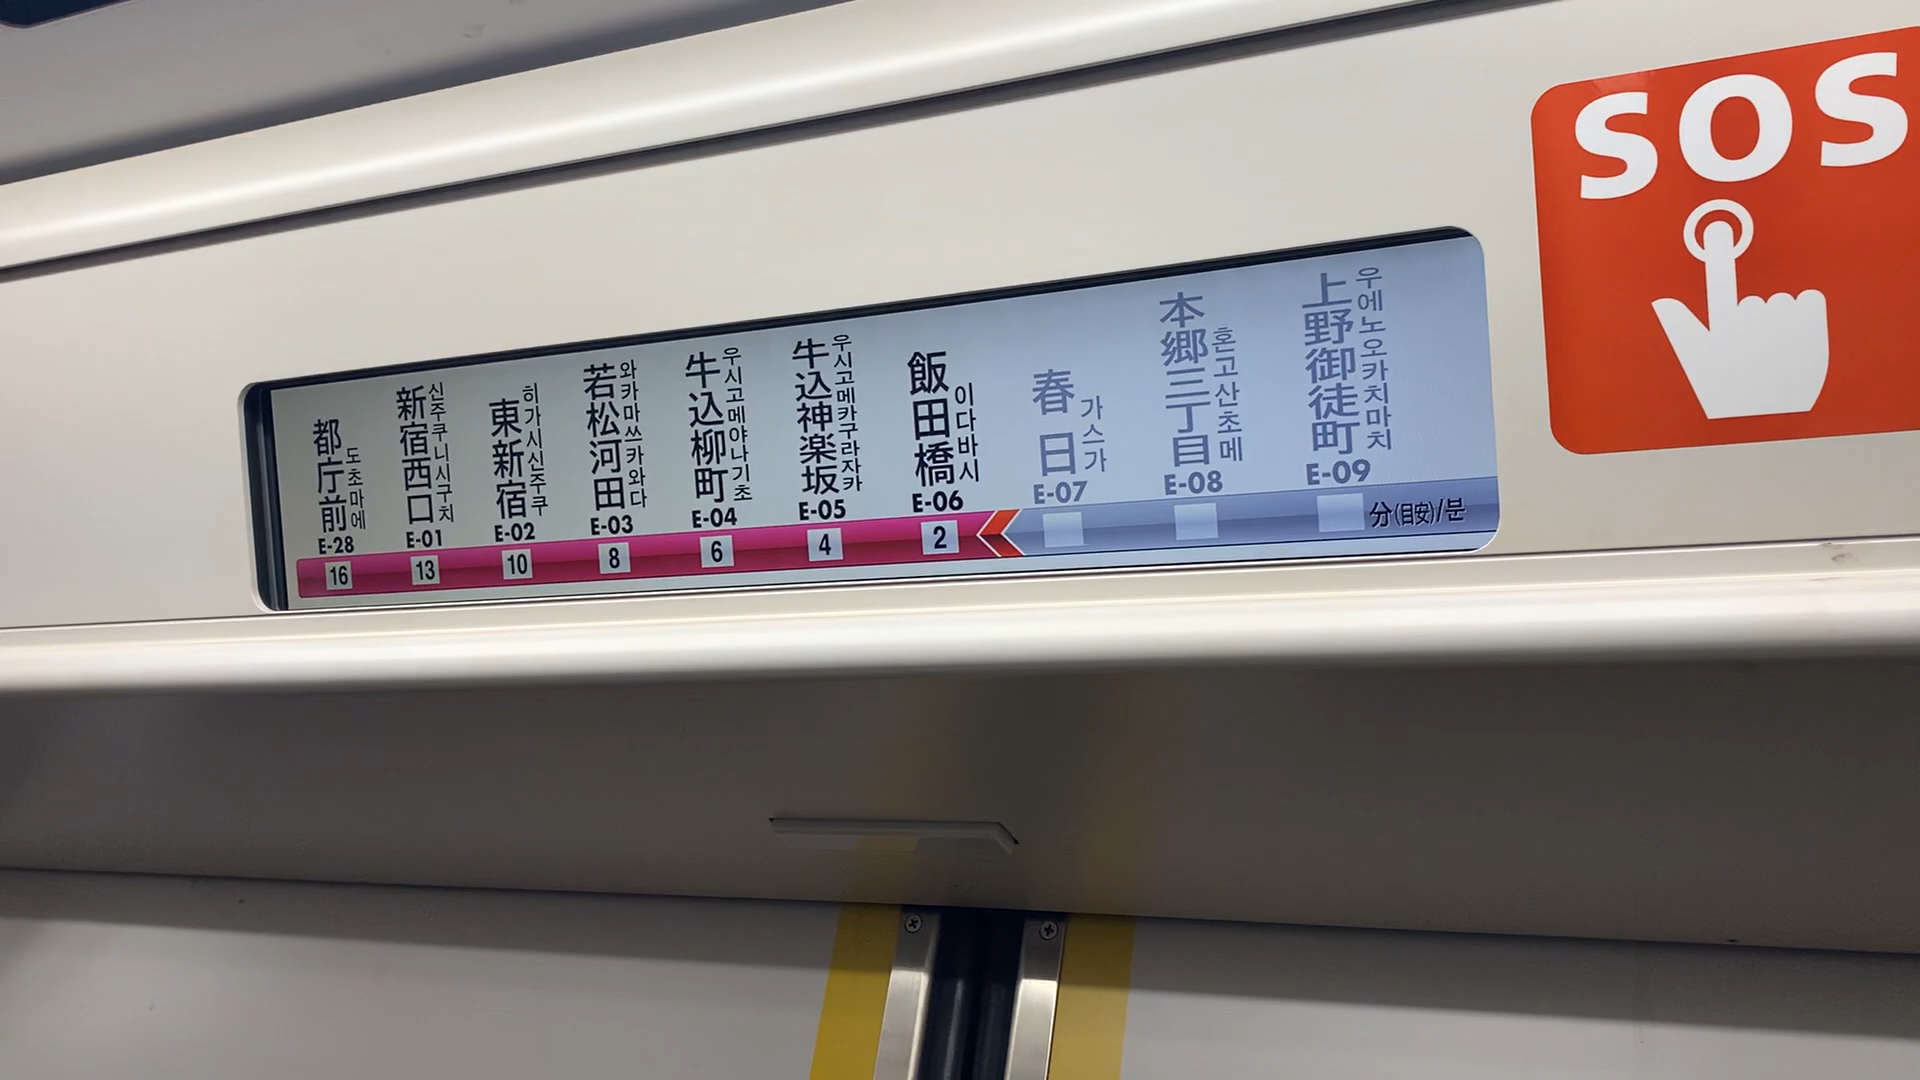 SOS
都庁前
도초마에
E-28
16
新宿西口
신주쿠니시구치
E-01
13
東新宿
히가시신주쿠
E-02
10
若松河田
와카마쓰카와다
E-03
8
牛込柳町
우시고메야나기초
E-04
6
牛込神楽坂
우시고메카구라자카
E-05
4
飯田橋
이다바시
E-06
2
春日
가스가
E-07
本郷三丁目
혼고산초메
E-08
上野御徒町
우에노오카치마치
E-09
分(目安)/분